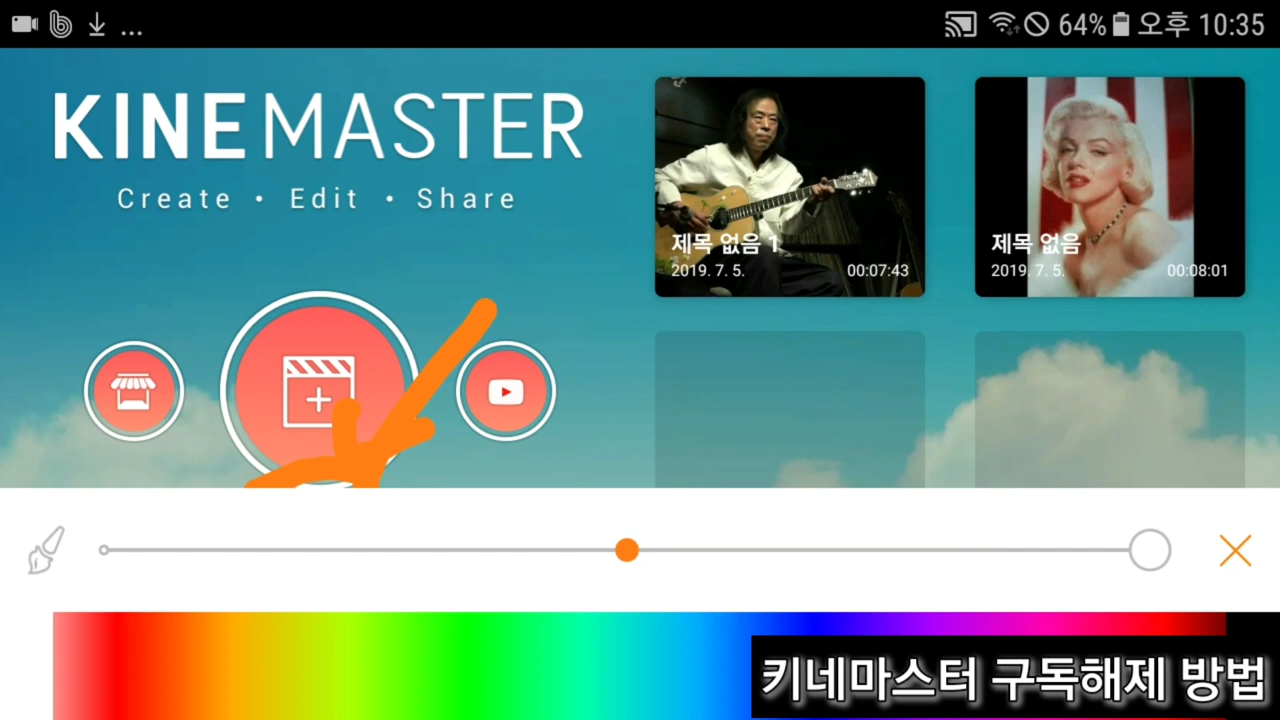 ... 64% 오후 10:35
KINEMASTER
Create • Edit • Share
제목 없음 1
2019. 7. 5. 00:07:43
제목 없음
2019. 7. 5. 00:08:01
키네마스터 구독해제 방법